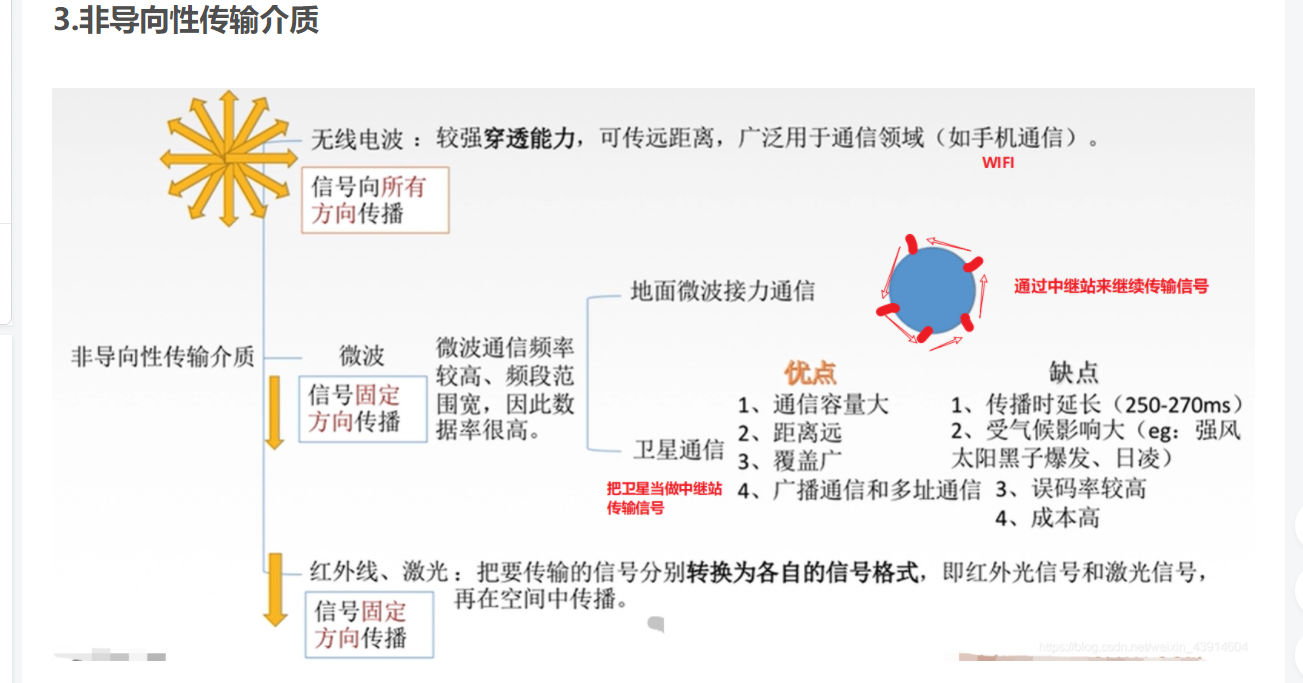 3.非导向性传输介质
无线电波：较强穿透能力，可传远距离，广泛用于通信领域（如手机通信）。
WIFI
信号向所有
方向传播
地面微波接力通信
通过中继站来继续传输信号
非导向性传输介质
微波
信号固定
方向传播
微波通信频率
较高、频段范
围宽，因此数
据率很高。
卫星通信
把卫星当做中继站
传输信号
优点
1、通信容量大
2、距离远
3、覆盖广
4、广播通信和多址通信
缺点
1、传播时延长（250-270ms）
2、受气候影响大（eg：强风
太阳黑子爆发、日凌）
3、误码率较高
4、成本高
红外线、激光：把要传输的信号分别转换为各自的信号格式，即红外光信号和激光信号，
再在空间中传播。
信号固定
方向传播
https://blog.csdn.net/weixin_43914604